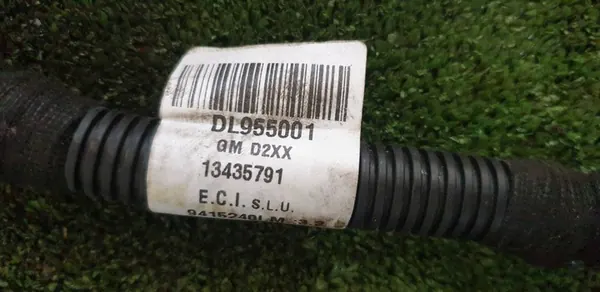 DL955001
GM D2XX
13435791
E.C.I. S.L.U.